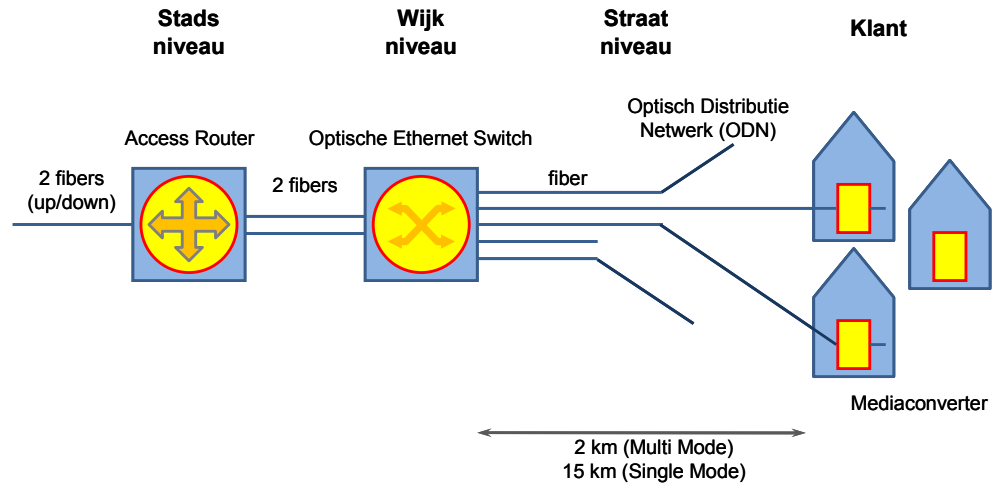 Stads
niveau
Wijk
niveau
Straat
niveau
Klant
Optisch Distributie
Netwerk (ODN)
Access Router
Optische Ethernet Switch
2 fibers
(up/down)
2 fibers
fiber
Mediaconverter
2 km (Multi Mode)
15 km (Single Mode)